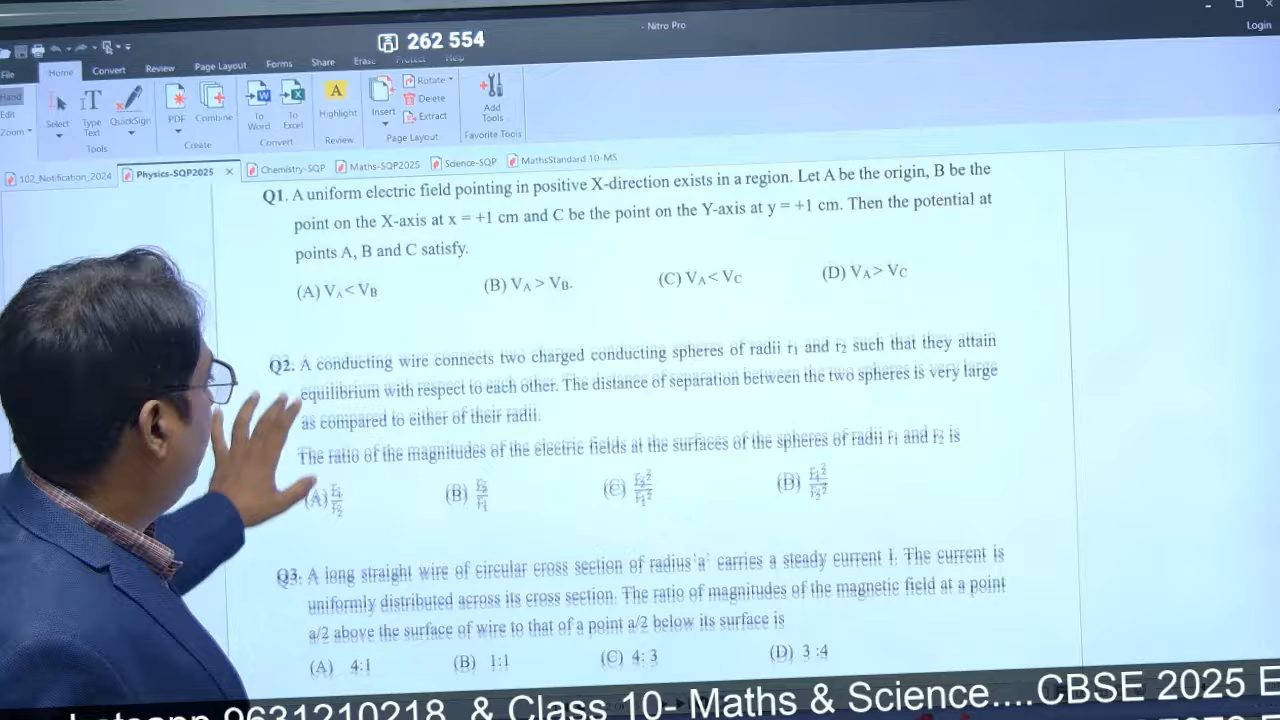 - Nitro Pro
Login
262 554
File
Home
Convert
Review
Page Layout
Forms
Share
Erase
Protect
Help
Hand
Edit
Zoom
Select
Type Text
QuickSign
Tools
PDF
Combine
Create
To Word
To Excel
Convert
A
Highlight
Review
Insert
Rotate
Delete
Extract
Page Layout
Add Tools
Favorite Tools
102_Notification_2024
Physics-SQP2025
Chemistry-SQP
Maths-SQP2025
Science-SQP
MathsStandard 10-MS
Q1. A uniform electric field pointing in positive X-direction exists in a region. Let A be the origin, B be the
point on the X-axis at x = +1 cm and C be the point on the Y-axis at y = +1 cm. Then the potential at
points A, B and C satisfy.
(A) VA < VB (B) VA > VB. (C) VA < VC (D) VA > VC
Q2. A conducting wire connects two charged conducting spheres of radii r1 and r2 such that they attain
equilibrium with respect to each other. The distance of separation between the two spheres is very large
as compared to either of their radii.
The ratio of the magnitudes of the electric fields at the surfaces of the spheres of radii r1 and r2 is
(A) r1/r2 (B) r2/r1 (C) r2²/r1² (D) r1²/r2²
Q3. A long straight wire of circular cross section of radius 'a' carries a steady current I. The current is
uniformly distributed across its cross section. The ratio of magnitudes of the magnetic field at a point
a/2 above the surface of wire to that of a point a/2 below its surface is
(A) 4:1 (B) 1:1 (C) 4: 3 (D) 3 :4
9631210218 & Class 10- Maths & Science....CBSE 2025 E